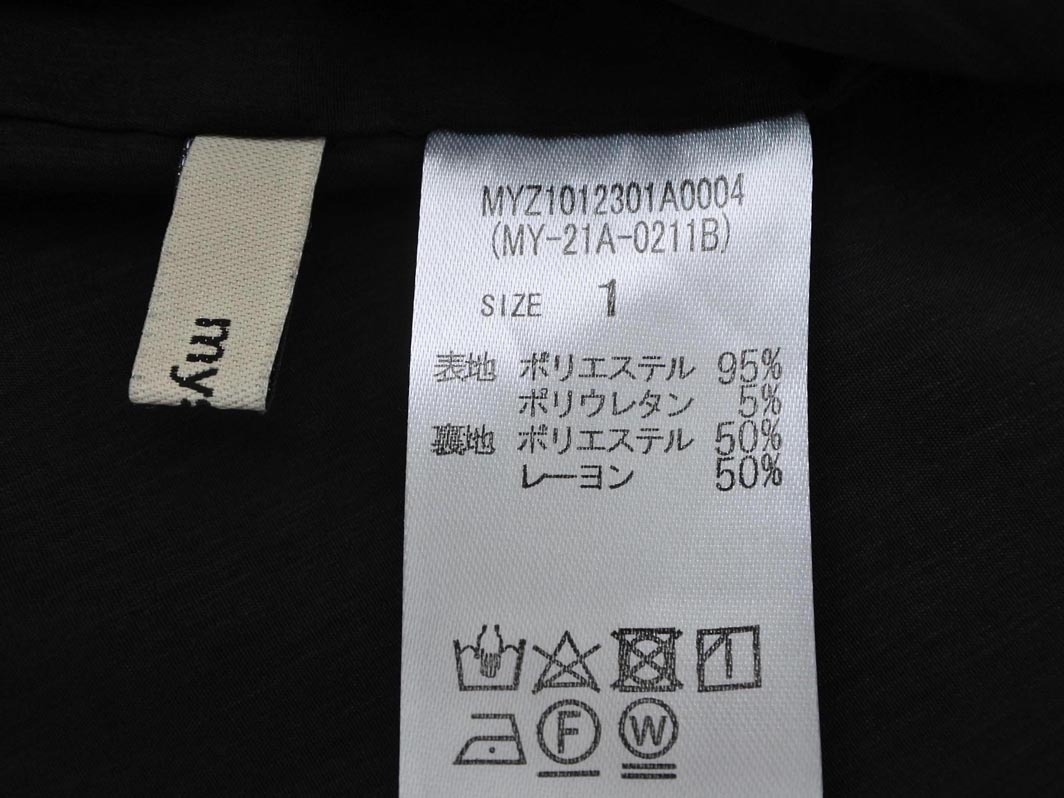 my
MYZ1012301A0004
(MY-21A-0211B)
SIZE 1
表地 ポリエステル 95%
ポリウレタン 5%
裏地 ポリエステル 50%
レーヨン 50%
F W